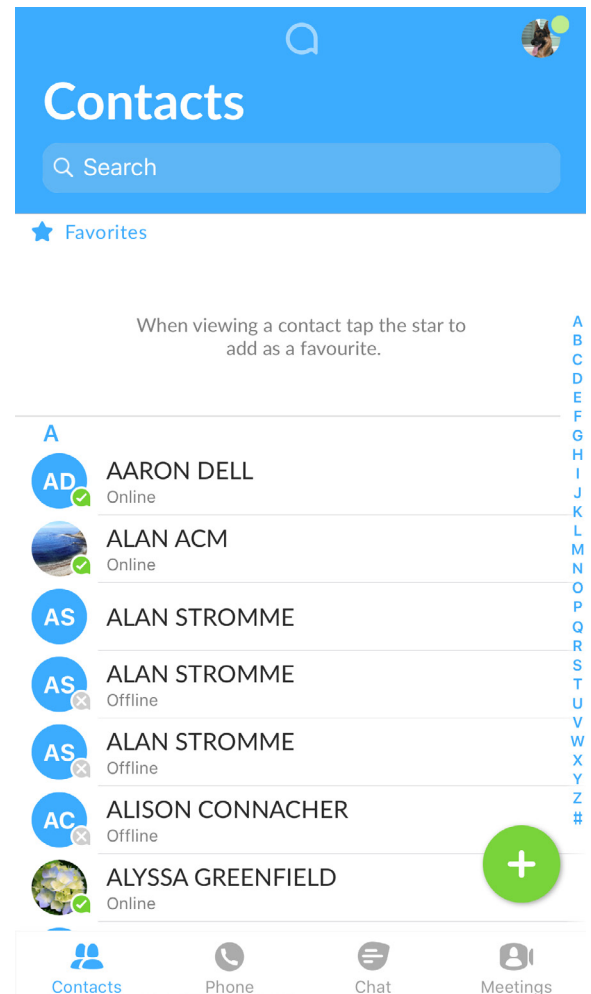 Contacts
Search
Favorites
When viewing a contact tap the star to
add as a favourite.
A
AD
AARON DELL
Online
ALAN ACM
Online
AS
ALAN STROMME
AS
ALAN STROMME
Offline
AS
ALAN STROMME
Offline
AC
ALISON CONNACHER
Offline
ALYSSA GREENFIELD
Online
A
B
C
D
E
F
G
H
I
J
K
L
M
N
O
P
Q
R
S
T
U
V
W
X
Y
Z
#
Contacts
Phone
Chat
Meetings